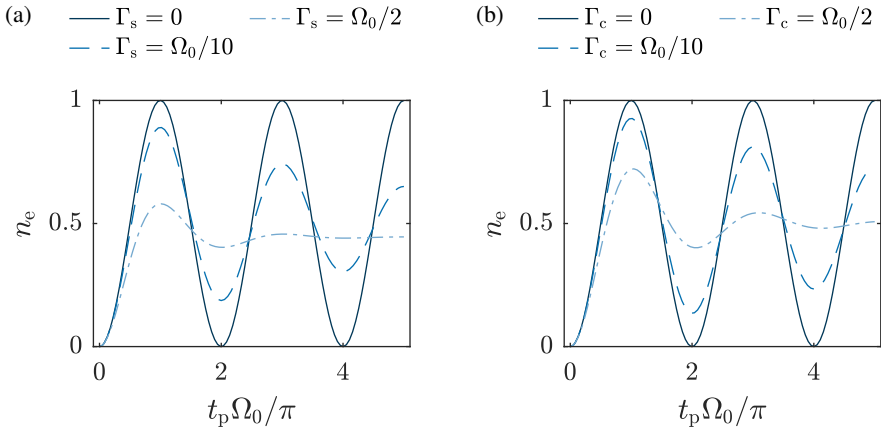 (a)
Γs = 0
Γs = Ω0/2
Γs = Ω0/10
1
0.5
0
ne
0
2
4
tpΩ0/π
(b)
Γc = 0
Γc = Ω0/2
Γc = Ω0/10
1
0.5
0
ne
0
2
4
tpΩ0/π